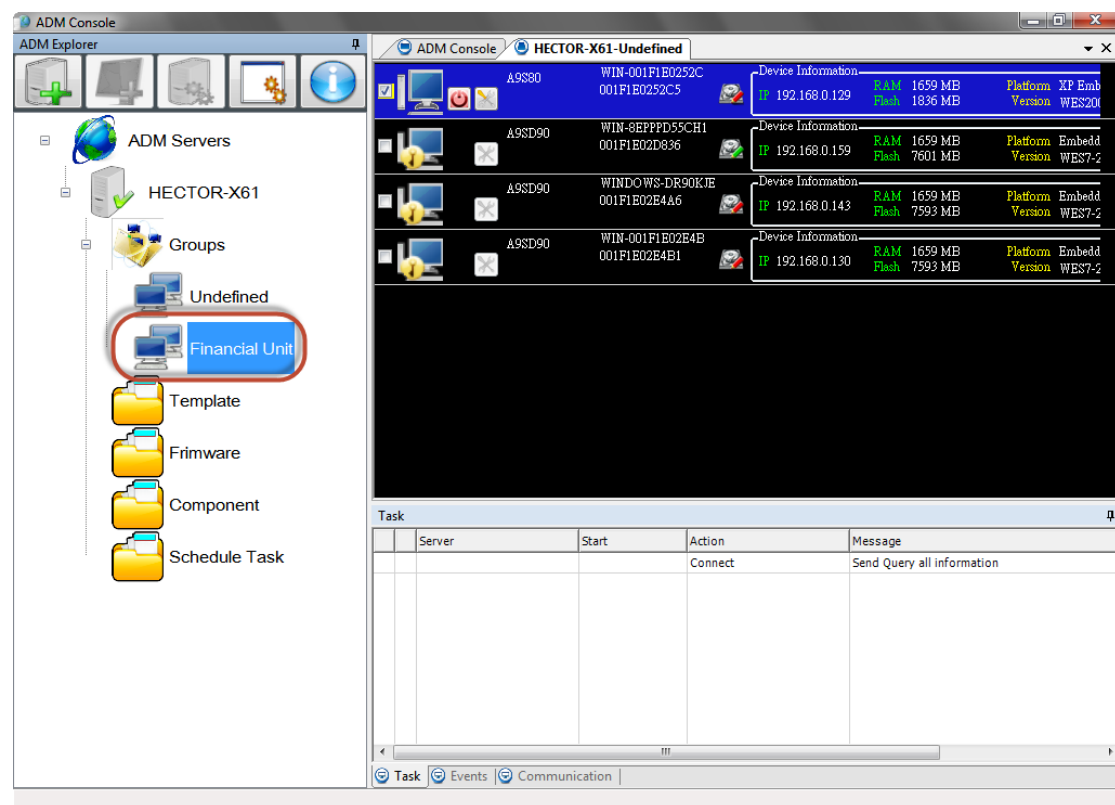 ADM Console
ADM Explorer
ADM Servers
HECTOR-X61
Groups
Undefined
Financial Unit
Template
Frimware
Component
Schedule Task
ADM Console HECTOR-X61-Undefined
A9S80 WIN-001F1E0252C Device Information
001F1E0252C5 IP 192.168.0.129 RAM 1659 MB Platform XP Emb
Flash 1836 MB Version WES200
A9SD90 WIN-8EPPPD55CH1 Device Information
001F1E02D836 IP 192.168.0.159 RAM 1659 MB Platform Embedd
Flash 7601 MB Version WES7-2
A9SD90 WINDOWS-DR90KJE Device Information
001F1E02E4A6 IP 192.168.0.143 RAM 1659 MB Platform Embedd
Flash 7593 MB Version WES7-2
A9SD90 WIN-001F1E02E4B Device Information
001F1E02E4B1 IP 192.168.0.130 RAM 1659 MB Platform Embedd
Flash 7593 MB Version WES7-2
Task
Server Start Action Message
Connect Send Query all information
Task Events Communication